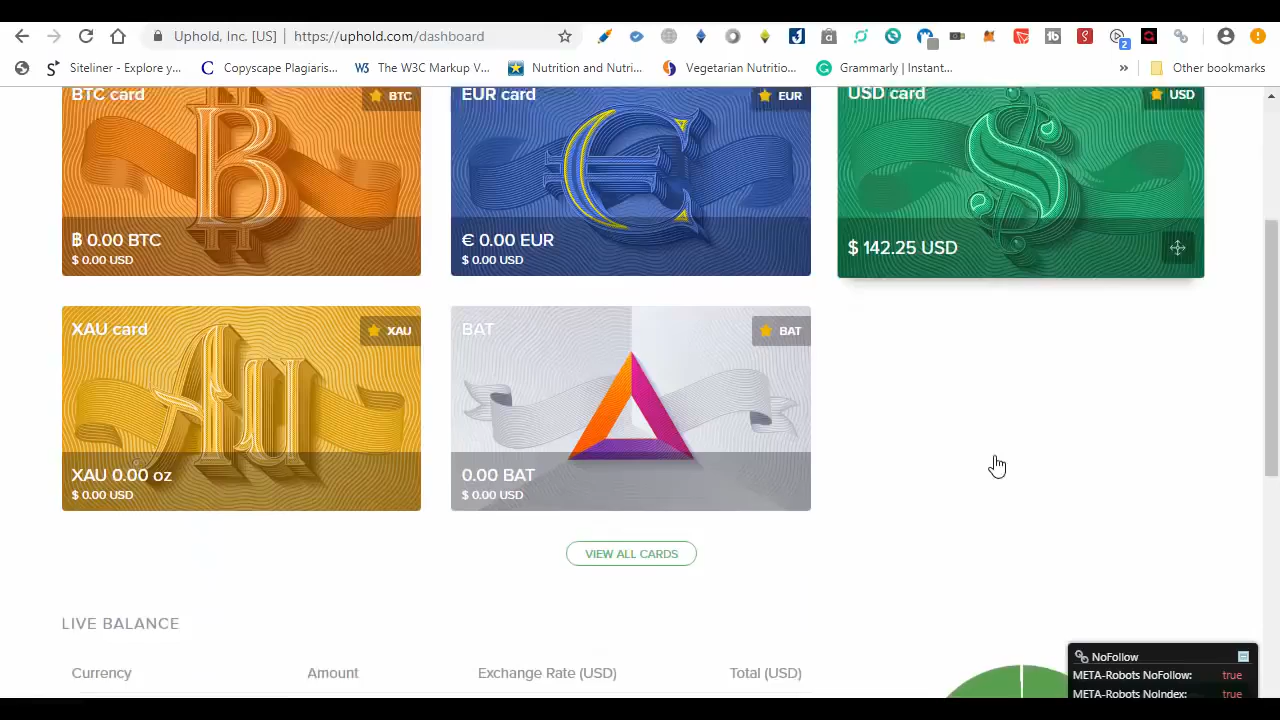 Uphold, Inc. [US] | https://uphold.com/dashboard
Siteliner - Explore y... Copyscape Plagiaris... The W3C Markup V... Nutrition and Nutri... Vegetarian Nutritio... Grammarly | Instant... » Other bookmarks
BTC card BTC
฿ 0.00 BTC
$ 0.00 USD
EUR card EUR
€ 0.00 EUR
$ 0.00 USD
USD card USD
$ 142.25 USD
XAU card XAU
XAU 0.00 oz
$ 0.00 USD
BAT BAT
0.00 BAT
$ 0.00 USD
VIEW ALL CARDS
LIVE BALANCE
Currency Amount Exchange Rate (USD) Total (USD)
NoFollow
META-Robots NoFollow: true
META-Robots NoIndex: true